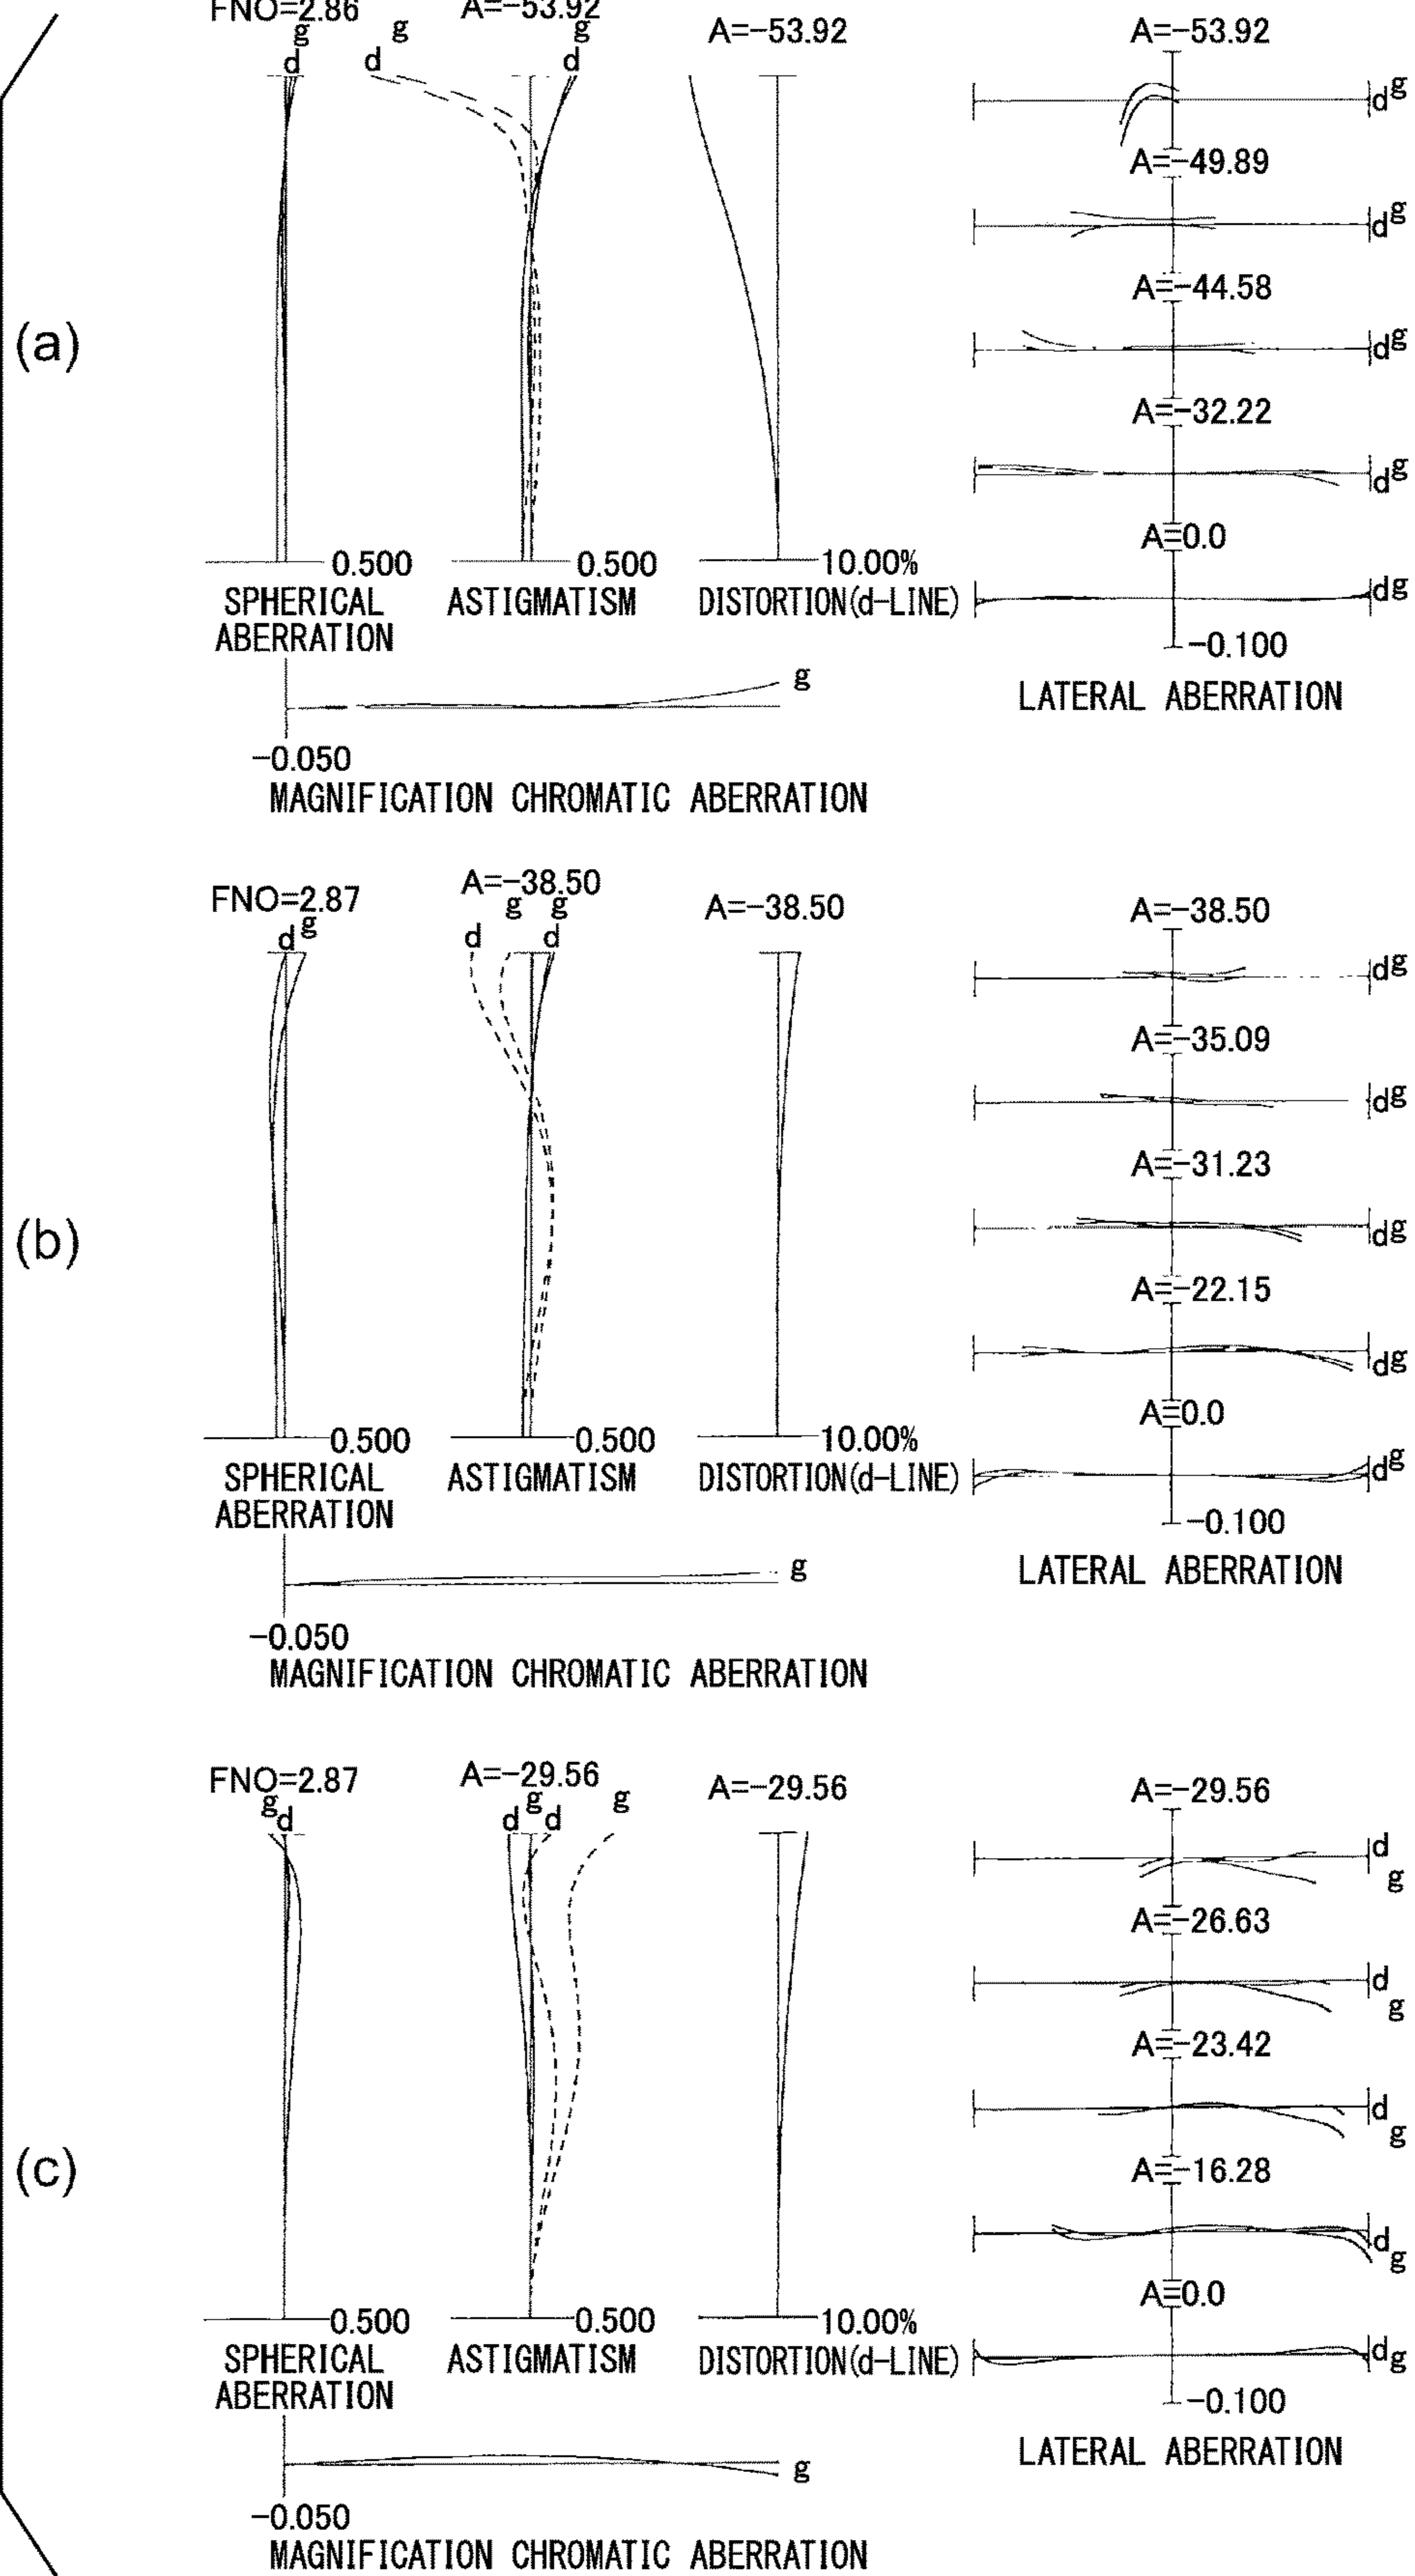 (a)
FNO=2.86
A=-53.92
A=-53.92
A=-53.92
g
d
g
d
g
d
dg
A=-49.89
dg
A=-44.58
dg
A=-32.22
dg
A=0.0
dg
0.500
0.500
10.00%
-0.100
SPHERICAL
ABERRATION
ASTIGMATISM
DISTORTION(d-LINE)
LATERAL ABERRATION
g
-0.050
MAGNIFICATION CHROMATIC ABERRATION
(b)
FNO=2.87
A=-38.50
A=-38.50
A=-38.50
d g
g g
d d
dg
A=-35.09
dg
A=-31.23
dg
A=-22.15
dg
A=0.0
dg
0.500
0.500
10.00%
-0.100
SPHERICAL
ABERRATION
ASTIGMATISM
DISTORTION(d-LINE)
LATERAL ABERRATION
g
-0.050
MAGNIFICATION CHROMATIC ABERRATION
(c)
FNO=2.87
A=-29.56
A=-29.56
A=-29.56
g d
d g d g
d
g
A=-26.63
d
g
A=-23.42
d
g
A=-16.28
d
g
A=0.0
dg
0.500
0.500
10.00%
-0.100
SPHERICAL
ABERRATION
ASTIGMATISM
DISTORTION(d-LINE)
LATERAL ABERRATION
g
-0.050
MAGNIFICATION CHROMATIC ABERRATION